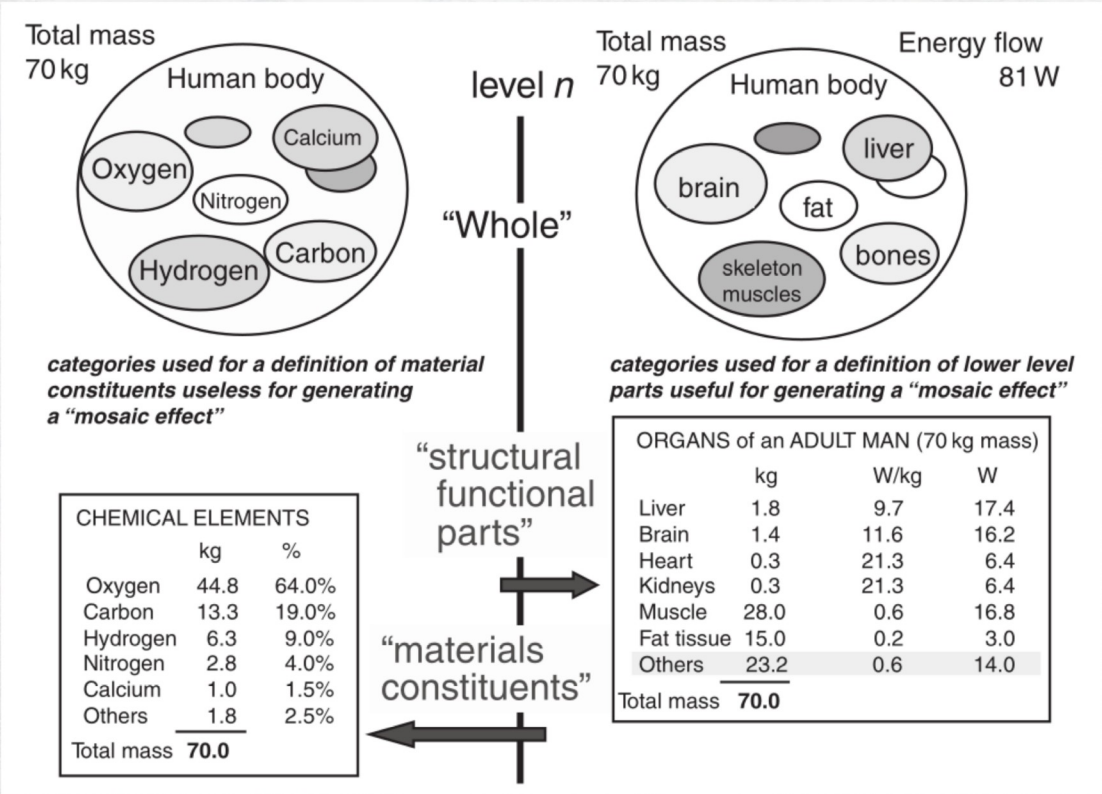 Total mass
70 kg
Human body
Calcium
Oxygen
Nitrogen
Carbon
Hydrogen
categories used for a definition of material
constituents useless for generating
a “mosaic effect”
CHEMICAL ELEMENTS
kg %
Oxygen 44.8 64.0%
Carbon 13.3 19.0%
Hydrogen 6.3 9.0%
Nitrogen 2.8 4.0%
Calcium 1.0 1.5%
Others 1.8 2.5%
Total mass 70.0
level n
“Whole”
“structural
functional
parts”
“materials
constituents”
Total mass
70 kg
Energy flow
81 W
Human body
liver
brain
fat
bones
skeleton
muscles
categories used for a definition of lower level
parts useful for generating a “mosaic effect”
ORGANS of an ADULT MAN (70 kg mass)
kg W/kg W
Liver 1.8 9.7 17.4
Brain 1.4 11.6 16.2
Heart 0.3 21.3 6.4
Kidneys 0.3 21.3 6.4
Muscle 28.0 0.6 16.8
Fat tissue 15.0 0.2 3.0
Others 23.2 0.6 14.0
Total mass 70.0